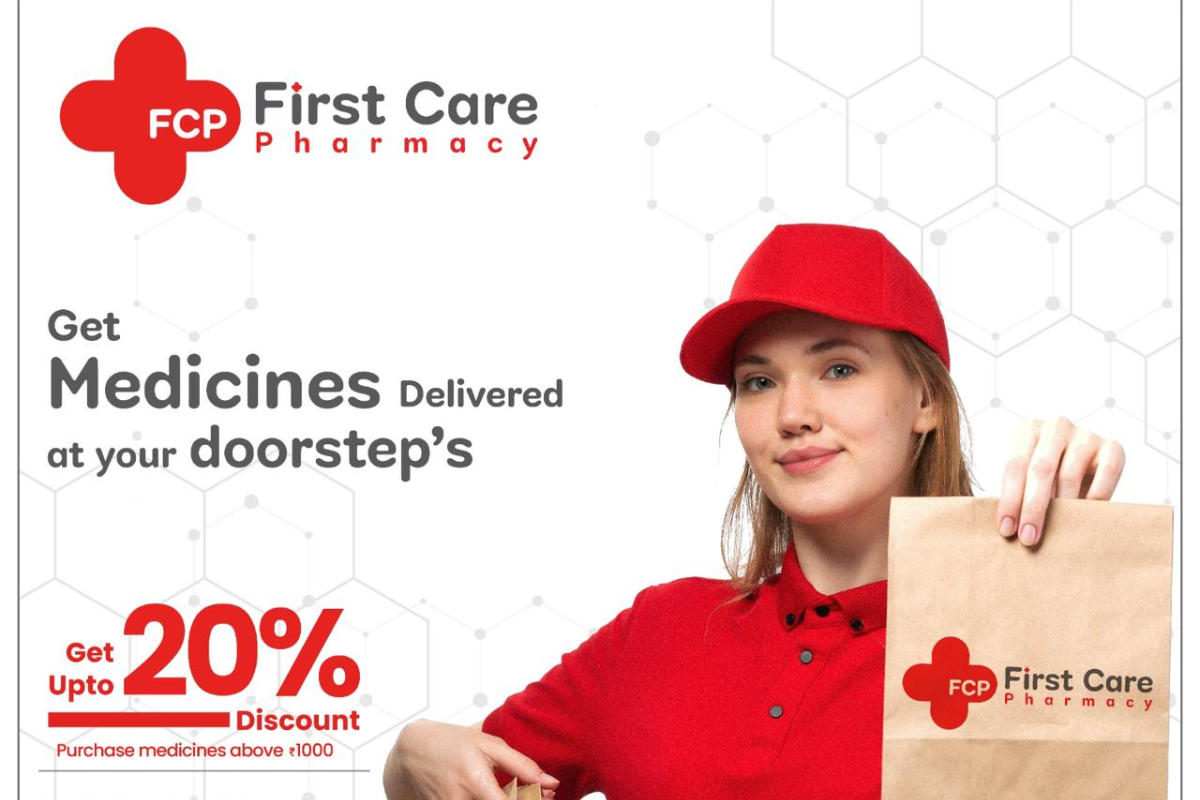 FCP
First Care
Pharmacy
Get
Medicines Delivered
at your doorstep's
Get
Upto
20%
Discount
Purchase medicines above ₹1000
FCP
First Care
Pharmacy